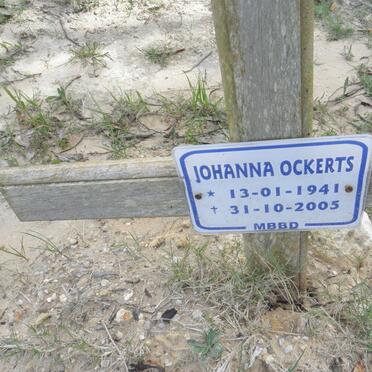 JOHANNA OCKERTS
* 13-01-1941
† 31-10-2005
MBBD